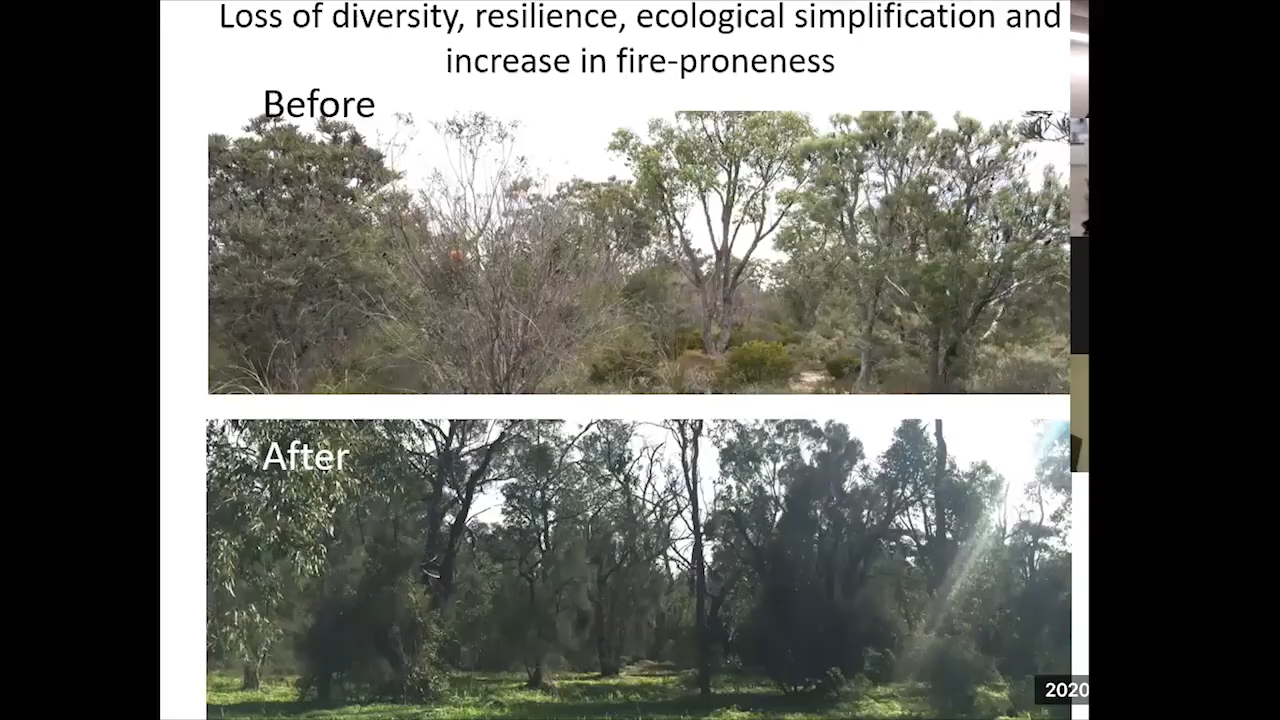 Loss of diversity, resilience, ecological simplification and
increase in fire-proneness
Before
After
2020